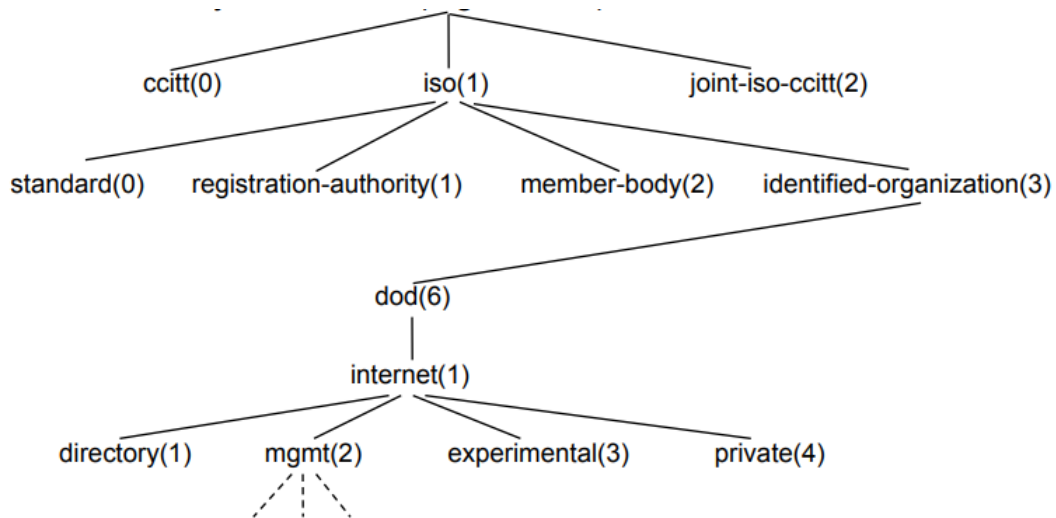 ccitt(0) iso(1) joint-iso-ccitt(2)
standard(0) registration-authority(1) member-body(2) identified-organization(3)
dod(6)
internet(1)
directory(1) mgmt(2) experimental(3) private(4)